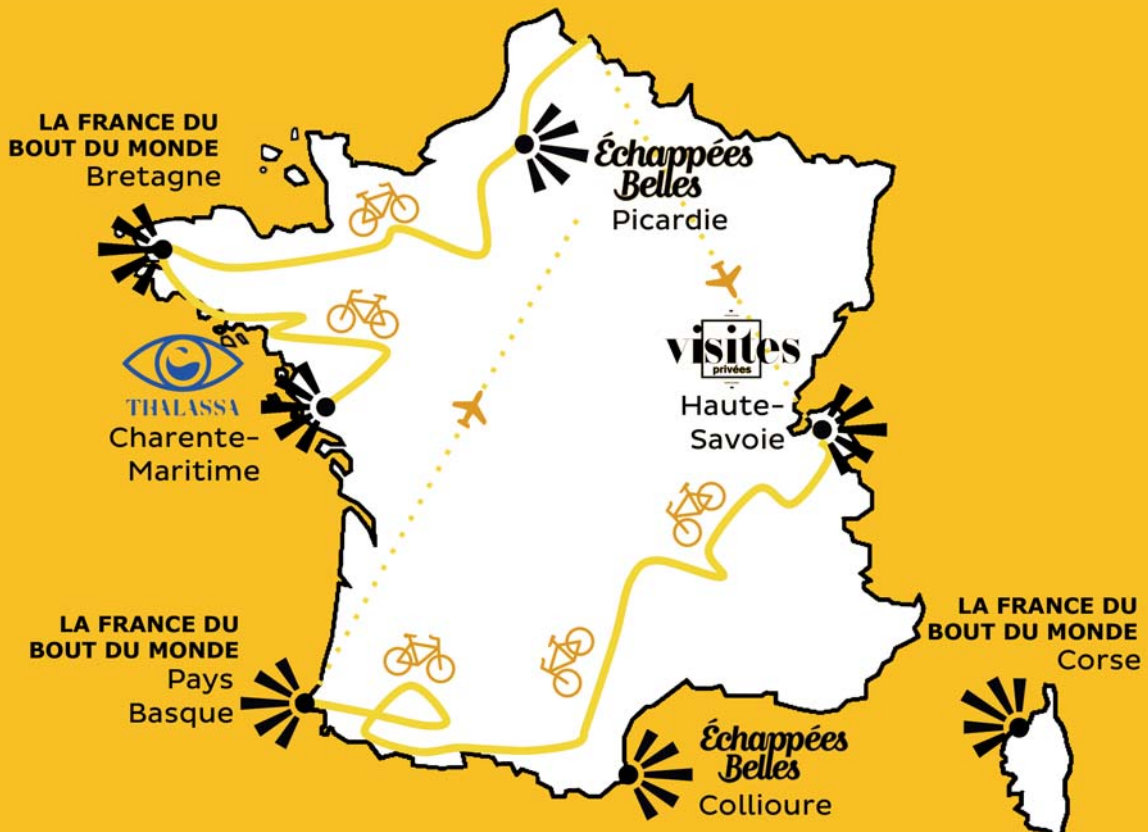 LA FRANCE DU
BOUT DU MONDE
Bretagne
Échappées
Belles
Picardie
visites
privées
Haute-
Savoie
THALASSA
Charente-
Maritime
LA FRANCE DU
BOUT DU MONDE
Pays
Basque
Échappées
Belles
Collioure
LA FRANCE DU
BOUT DU MONDE
Corse